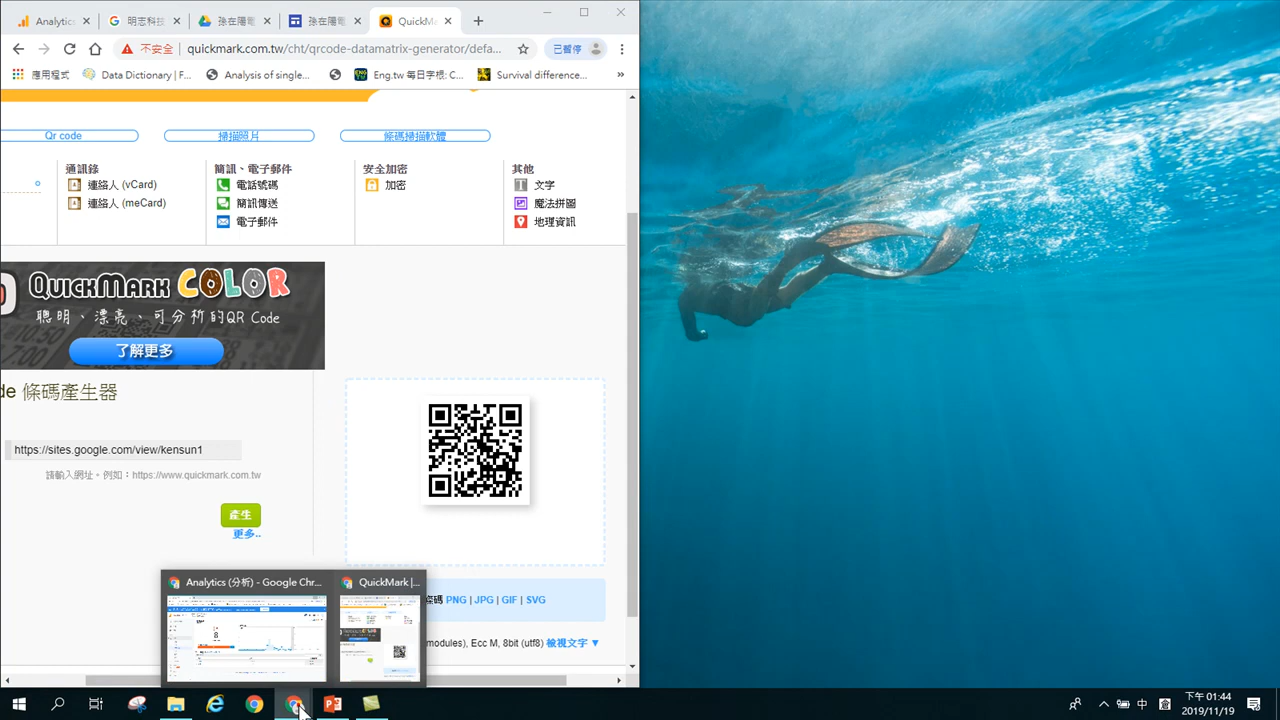 Analytics
明志科技
孫在陽電
孫在陽電
QuickMa
不安全
quickmark.com.tw/cht/qrcode-datamatrix-generator/defa...
已暫停
應用程式
Data Dictionary | F...
Analysis of single...
Eng.tw 每日字根: C...
Survival difference...
»
Qr code
掃描照片
條碼掃描軟體
通訊錄
簡訊、電子郵件
安全加密
其他
連絡人 (vCard)
電話號碼
加密
文字
連絡人 (meCard)
簡訊傳送
魔法拼圖
電子郵件
地理資訊
QUICKMARK COLOR
聰明、漂亮、可分析的QR Code
了解更多
de 條碼產生器
https://sites.google.com/view/kensun1
請輸入網址。例如：https://www.quickmark.com.tw
產生
更多..
Analytics (分析) - Google Chr...
QuickMark |...
PNG | JPG | GIF | SVG
modules), Ecc M, 8bit (utf8) 檢視文字 ▼
中
下午 01:44
2019/11/19